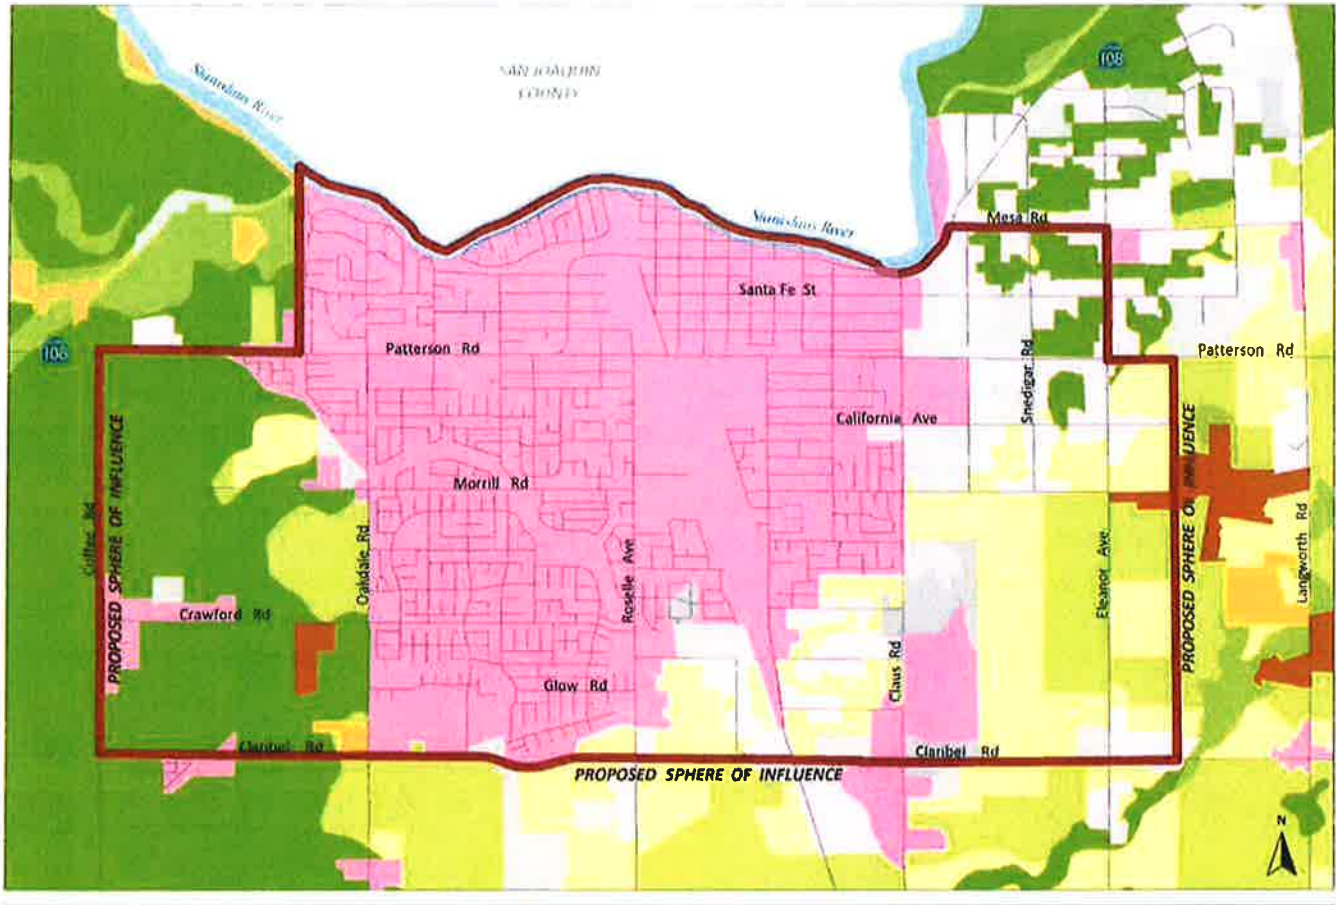 Stanislaus River
SAN JOAQUIN
COUNTY
108
Mesa Rd
Stanislaus River
Santa Fe St
108
Patterson Rd
Patterson Rd
Snedigar Rd
California Ave
PROPOSED SPHERE OF INFLUENCE
PROPOSED SPHERE OF INFLUENCE
Morrill Rd
Coffee Rd
Oakdale Rd
Roselle Ave
Eleanor Ave
Langworth Rd
Crawford Rd
Claus Rd
Glow Rd
Claribel Rd
Claribel Rd
PROPOSED SPHERE OF INFLUENCE
N